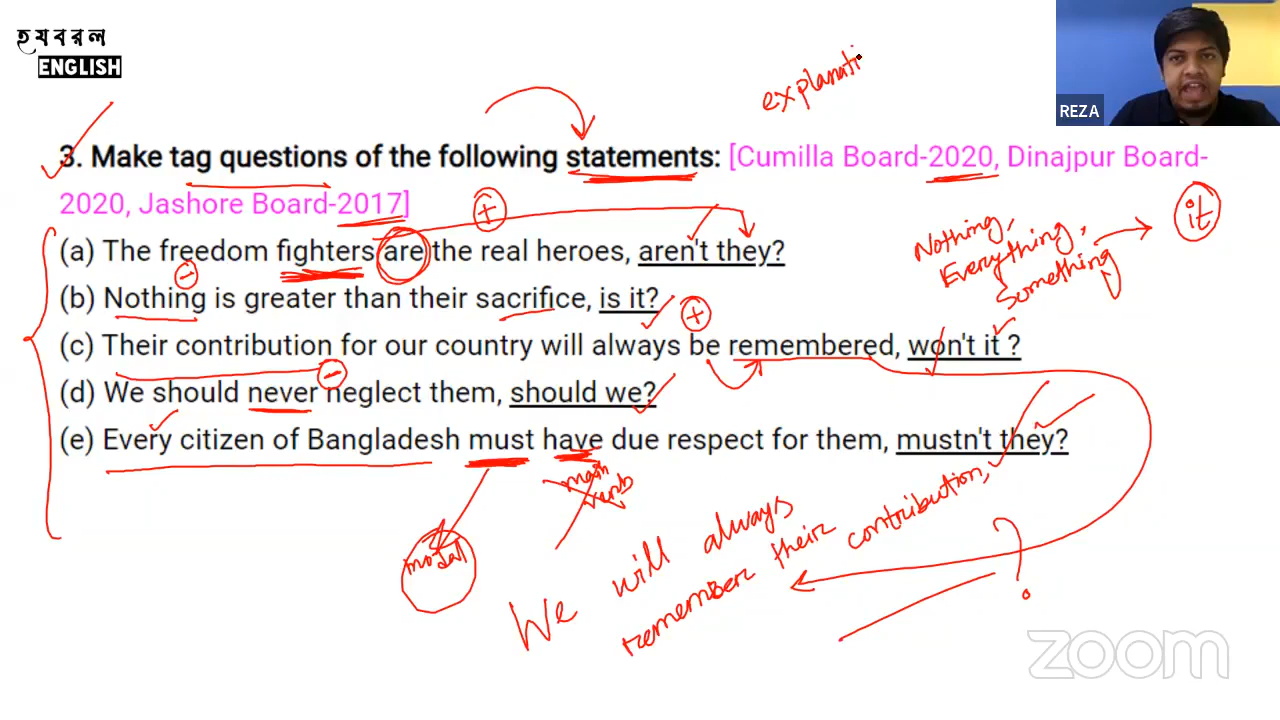 হ য ব র ল
ENGLISH
explanati
REZA
3. Make tag questions of the following statements: [Cumilla Board-2020, Dinajpur Board-
2020, Jashore Board-2017]
+
it
(a) The freedom fighters are the real heroes, aren't they?
Nothing,
Everything,
Something
−
(b) Nothing is greater than their sacrifice, is it?
+
(c) Their contribution for our country will always be remembered, won't it ?
−
(d) We should never neglect them, should we?
(e) Every citizen of Bangladesh must have due respect for them, mustn't they?
main
verb
modal
We will always
remember their contribution,
?
zoom